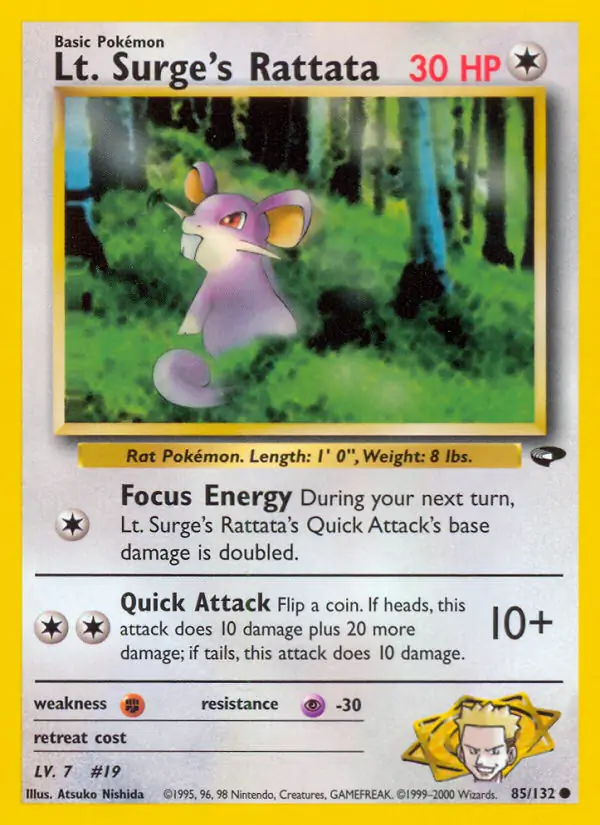 Basic Pokémon
Lt. Surge's Rattata 30 HP
Rat Pokémon. Length: 1' 0", Weight: 8 lbs.
Focus Energy During your next turn,
Lt. Surge's Rattata's Quick Attack's base
damage is doubled.
Quick Attack Flip a coin. If heads, this
attack does 10 damage plus 20 more
damage; if tails, this attack does 10 damage.
10+
weakness resistance -30
retreat cost
LV. 7 #19
Illus. Atsuko Nishida ©1995, 96, 98 Nintendo, Creatures, GAMEFREAK. ©1999–2000 Wizards. 85/132